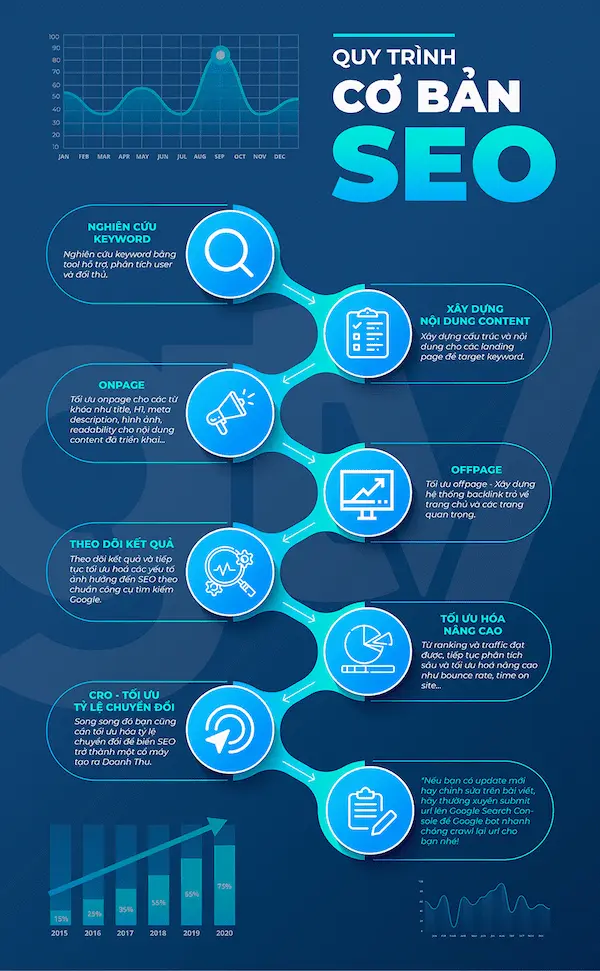 100
90
80
70
60
50
40
30
20
10
JAN FEB MAR APR MAY JUN JUL AUG SEP OCT NOV DEC
QUY TRÌNH
CƠ BẢN
SEO
NGHIÊN CỨU
KEYWORD
Nghiên cứu keyword bằng
tool hỗ trợ, phân tích user
và đối thủ.
XÂY DỰNG
NỘI DUNG CONTENT
Xây dựng cấu trúc và nội
dung cho các landing
page để target keyword.
ONPAGE
Tối ưu onpage cho các từ
khóa như title, H1, meta
description, hình ảnh,
readability cho nội dung
content đã triển khai...
OFFPAGE
Tối ưu offpage - Xây dựng
hệ thống backlink trỏ về
trang chủ và các trang
quan trọng.
THEO DÕI KẾT QUẢ
Theo dõi kết quả và tiếp
tục tối ưu hoá các yếu tố
ảnh hưởng đến SEO theo
chuẩn công cụ tìm kiếm
Google.
TỐI ƯU HÓA
NÂNG CAO
Từ ranking và traffic đạt
được, tiếp tục phân tích
sâu và tối ưu hoá nâng cao
như bounce rate, time on
site...
CRO - TỐI ƯU
TỶ LỆ CHUYỂN ĐỔI
Song song đó bạn cũng
cần tối ưu hóa tỷ lệ
chuyển đổi để biến SEO
trở thành một cổ máy
tạo ra Doanh Thu.
*Nếu bạn có update mới
hay chỉnh sửa trên bài viết,
hãy thường xuyên submit
url lên Google Search Con-
sole để Google bot nhanh
chóng crawl lại url cho
bạn nhé!
15% 25% 35% 55% 65% 75%
2015 2016 2017 2018 2019 2020
gtv